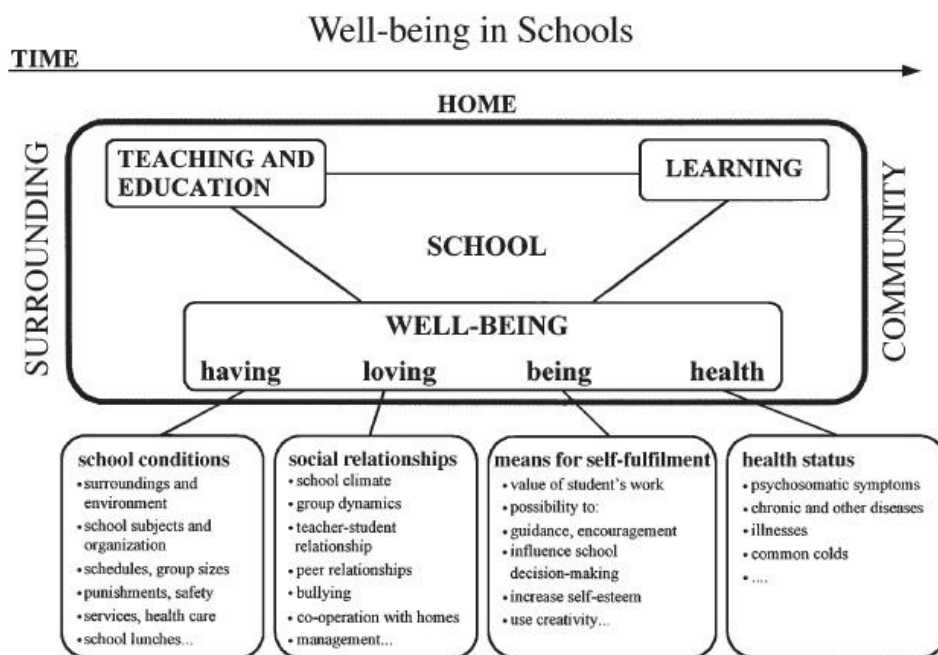 Well-being in Schools
TIME
HOME
SURROUNDING
COMMUNITY
TEACHING AND
EDUCATION
LEARNING
SCHOOL
WELL-BEING
having loving being health
school conditions
• surroundings and
environment
• school subjects and
organization
• schedules, group sizes
• punishments, safety
• services, health care
• school lunches...
social relationships
• school climate
• group dynamics
• teacher-student
relationship
• peer relationships
• bullying
• co-operation with homes
• management...
means for self-fulfilment
• value of student's work
• possibility to:
• guidance, encouragement
• influence school
decision-making
• increase self-esteem
• use creativity...
health status
• psychosomatic symptoms
• chronic and other diseases
• illnesses
• common colds
• ....